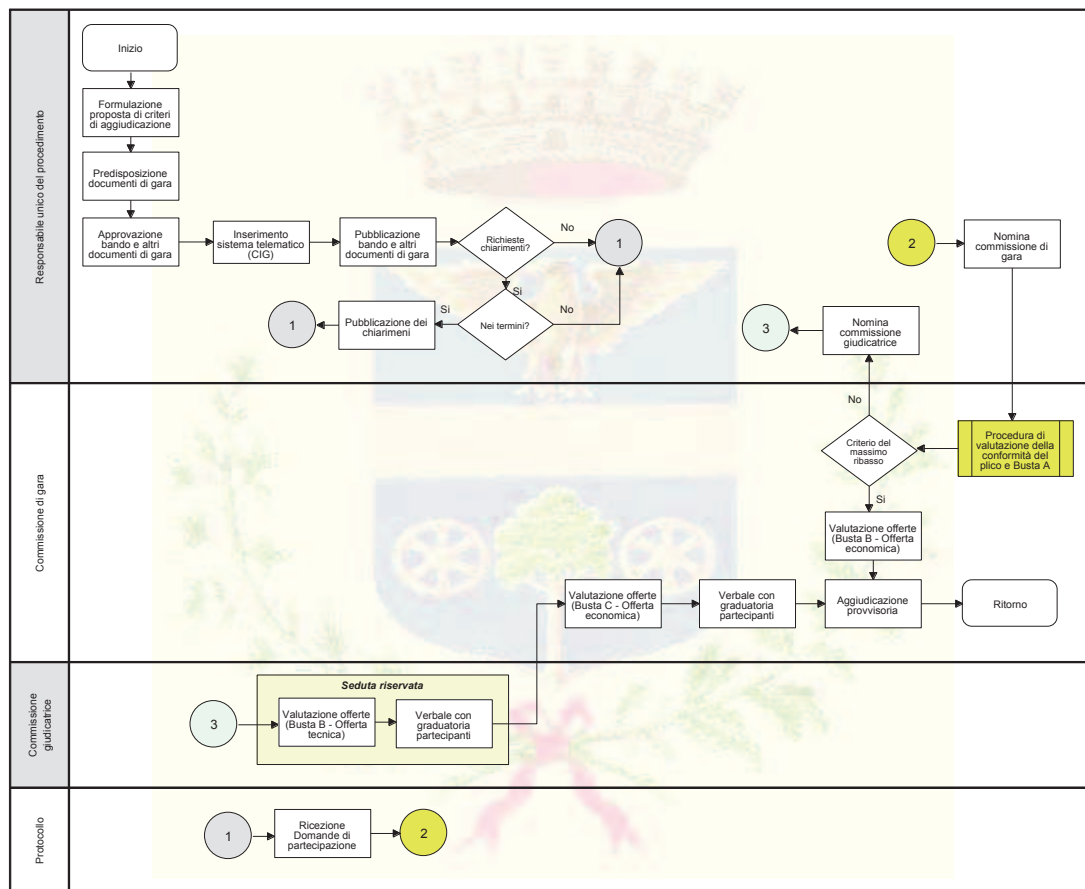 Responsabile unico del procedimento
Inizio
Formulazione
proposta di criteri
di aggiudicazione
Predisposizione
documenti di gara
Approvazione
bando e altri
documenti di gara
Inserimento
sistema telematico
(CIG)
Pubblicazione
bando e altri
documenti di gara
Richieste
chiarimenti?
No
1
Si
Nei termini?
No
Si
Pubblicazione dei
chiarimeni
1
2
Nomina
commissione di
gara
Nomina
commissione
giudicatrice
3
Commissione di gara
No
Criterio del
massimo
ribasso
Procedura di
valutazione della
conformità del
plico e Busta A
Si
Valutazione offerte
(Busta B - Offerta
economica)
Valutazione offerte
(Busta C - Offerta
economica)
Verbale con
graduatoria
partecipanti
Aggiudicazione
provvisoria
Ritorno
Commissione
giudicatrice
Seduta riservata
3
Valutazione offerte
(Busta B - Offerta
tecnica)
Verbale con
graduatoria
partecipanti
Protocollo
1
Ricezione
Domande di
partecipazione
2